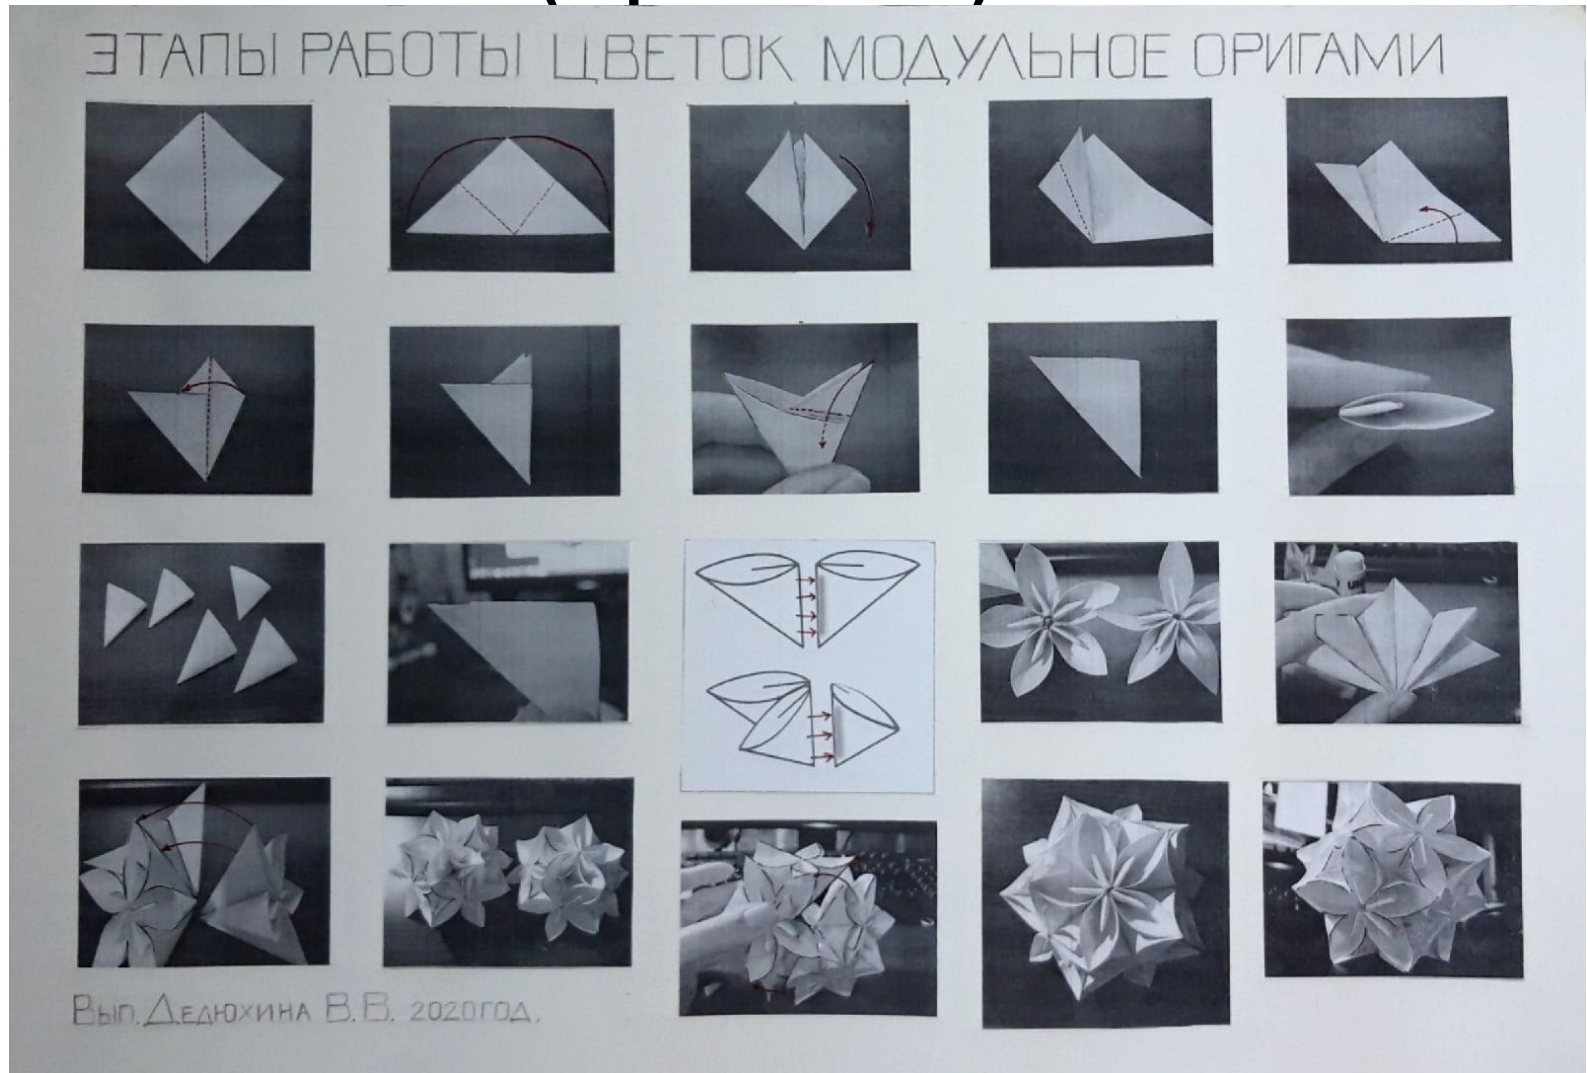 ЭТАПЫ РАБОТЫ ЦВЕТОК МОДУЛЬНОЕ ОРИГАМИ
Вып. Дедюхина В.В. 2020год.